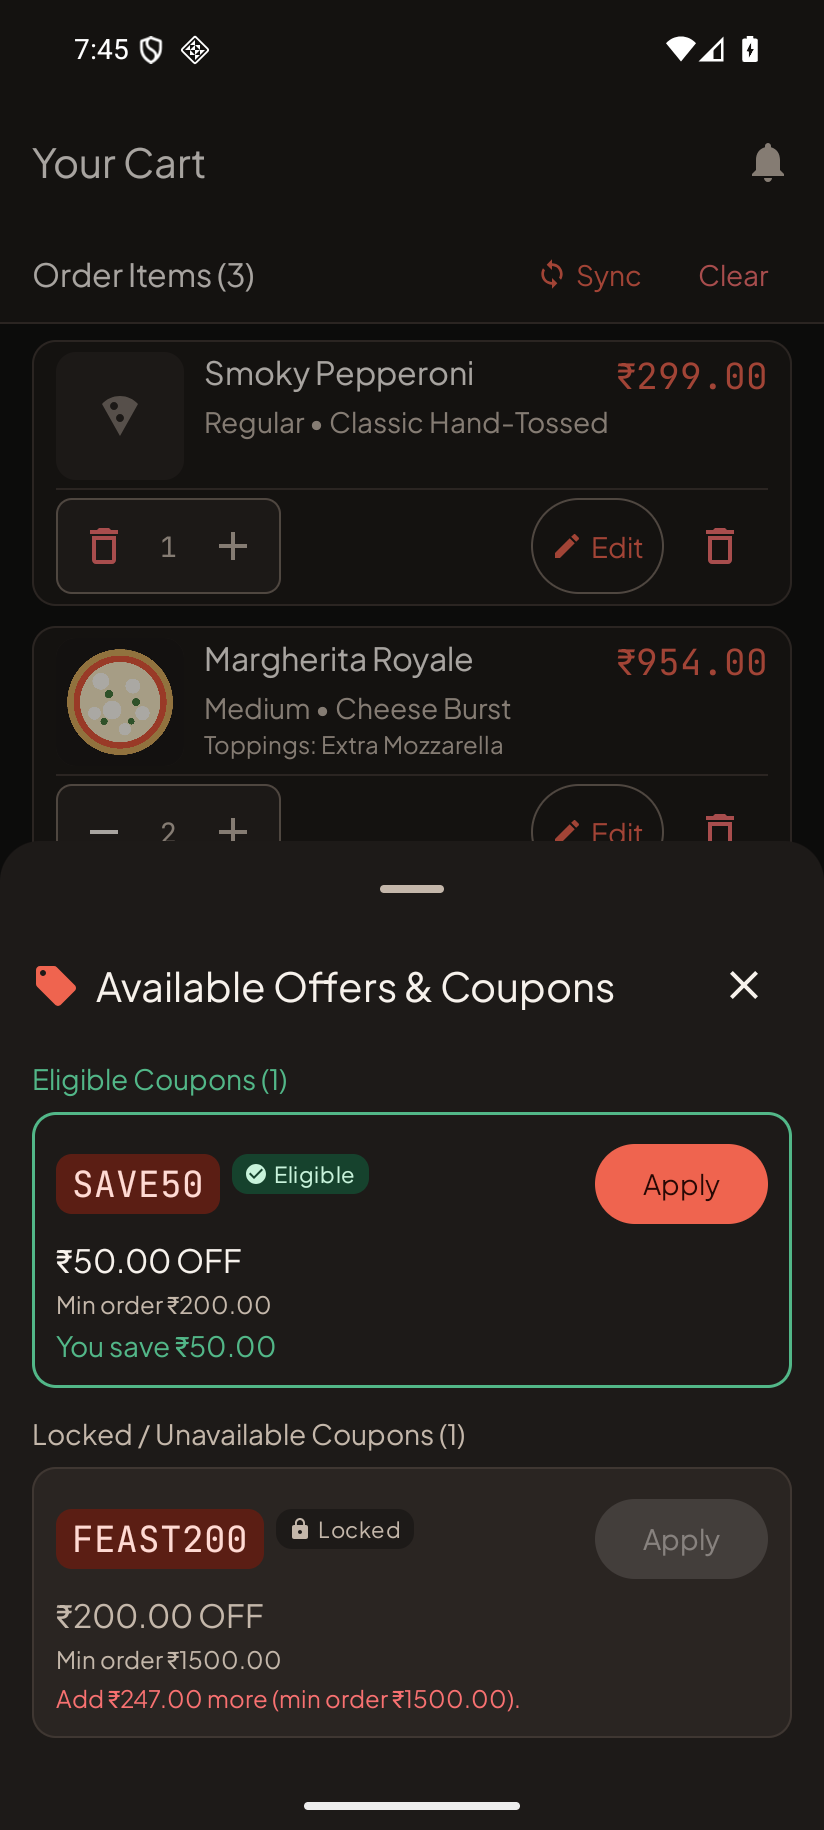 7:45
Your Cart
Order Items (3) Sync Clear
Smoky Pepperoni ₹299.00
Regular • Classic Hand-Tossed
1 Edit
Margherita Royale ₹954.00
Medium • Cheese Burst
Toppings: Extra Mozzarella
2 Edit
Available Offers & Coupons
Eligible Coupons (1)
SAVE50 Eligible Apply
₹50.00 OFF
Min order ₹200.00
You save ₹50.00
Locked / Unavailable Coupons (1)
FEAST200 Locked Apply
₹200.00 OFF
Min order ₹1500.00
Add ₹247.00 more (min order ₹1500.00).